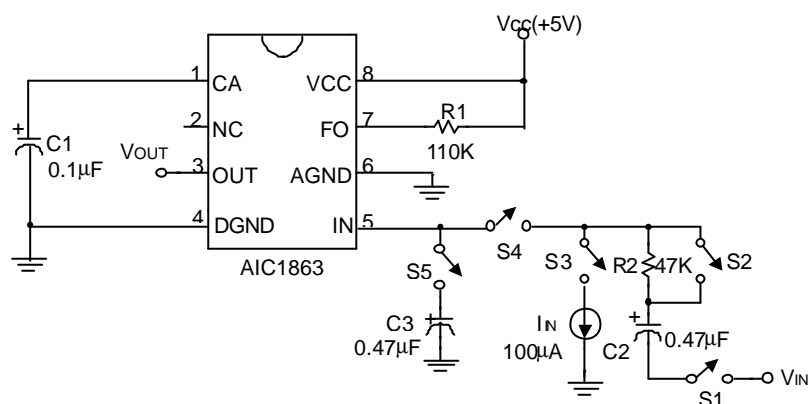 Vcc(+5V)
1 CA VCC 8
2 NC FO 7 R1
110K
C1
0.1μF
VOUT 3 OUT AGND 6
4 DGND IN 5
AIC1863
S4
S5 S3 R2 47K S2
C3
0.47μF
IIN
100μA
C2 0.47μF
S1 VIN